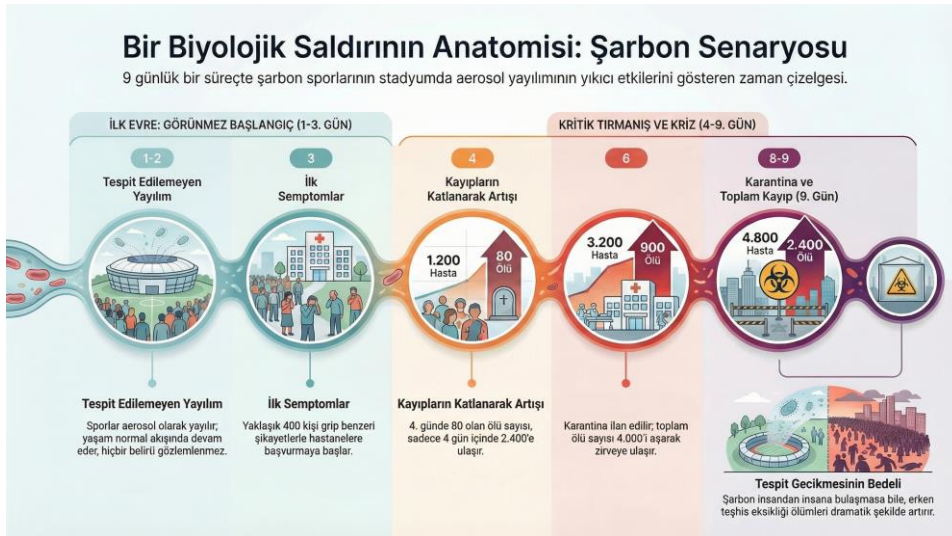 Bir Biyolojik Saldırının Anatomisi: Şarbon Senaryosu
9 günlük bir süreçte şarbon sporlarının stadyumda aerosol yayılımının yıkıcı etkilerini gösteren zaman çizelgesi.
İLK EVRE: GÖRÜNMEZ BAŞLANGIÇ (1-3. GÜN)
KRİTİK TIRMANIŞ VE KRİZ (4-9. GÜN)
1-2
Tespit Edilemeyen
Yayılım
3
İlk
Semptomlar
4
Kayıpların
Katlanarak Artışı
6
8-9
Karantina ve
Toplam Kayıp (9. Gün)
1.200
Hasta
80
Ölü
3.200
Hasta
900
Ölü
4.800
Hasta
2.400
Ölü
Tespit Edilemeyen Yayılım
Sporlar aerosol olarak yayılır;
yaşam normal akışında devam
eder, hiçbir belirü gözlemlenmez.
İlk Semptomlar
Yaklaşık 400 kişi grip benzeri
şikayetlerle hastanelere
başvurmaya başlar.
Kayıpların Katlanarak Artışı
4. günde 80 olan ölü sayısı,
sadece 4 gün içinde 2.400'e
ulaşır.
Karantina ilan edilir; toplam
ölü sayısı 4.000'i aşarak
zirveye ulaşır.
Tespit Gecikmesinin Bedeli
Şarbon insandan insana bulaşmasa bile, erken
teşhis eksikliği ölümleri dramatik şekilde artırır.